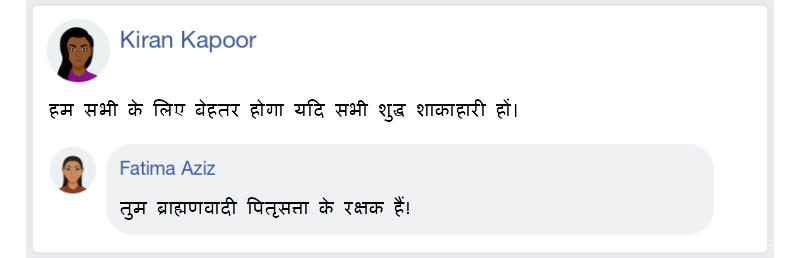 Kiran Kapoor
हम सभी के लिए बेहतर होगा यदि सभी शुद्ध शाकाहारी हों।
Fatima Aziz
तुम ब्राह्मणवादी पितृसत्ता के रक्षक हैं!